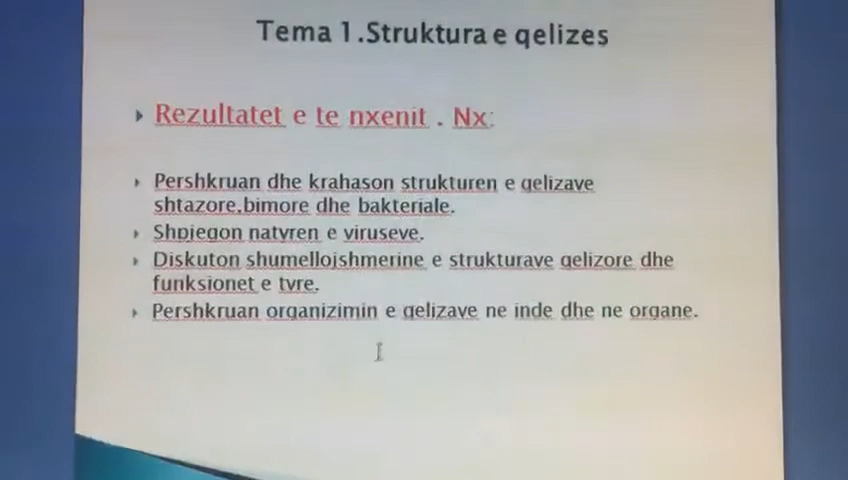 Tema 1.Struktura e qelizes
Rezultatet e te nxenit . Nx:
Pershkruan dhe krahason strukturen e qelizave
shtazore,bimore dhe bakteriale.
Shpjegon natyren e viruseve.
Diskuton shumellojshmerine e strukturave qelizore dhe
funksionet e tyre.
Pershkruan organizimin e qelizave ne inde dhe ne organe.